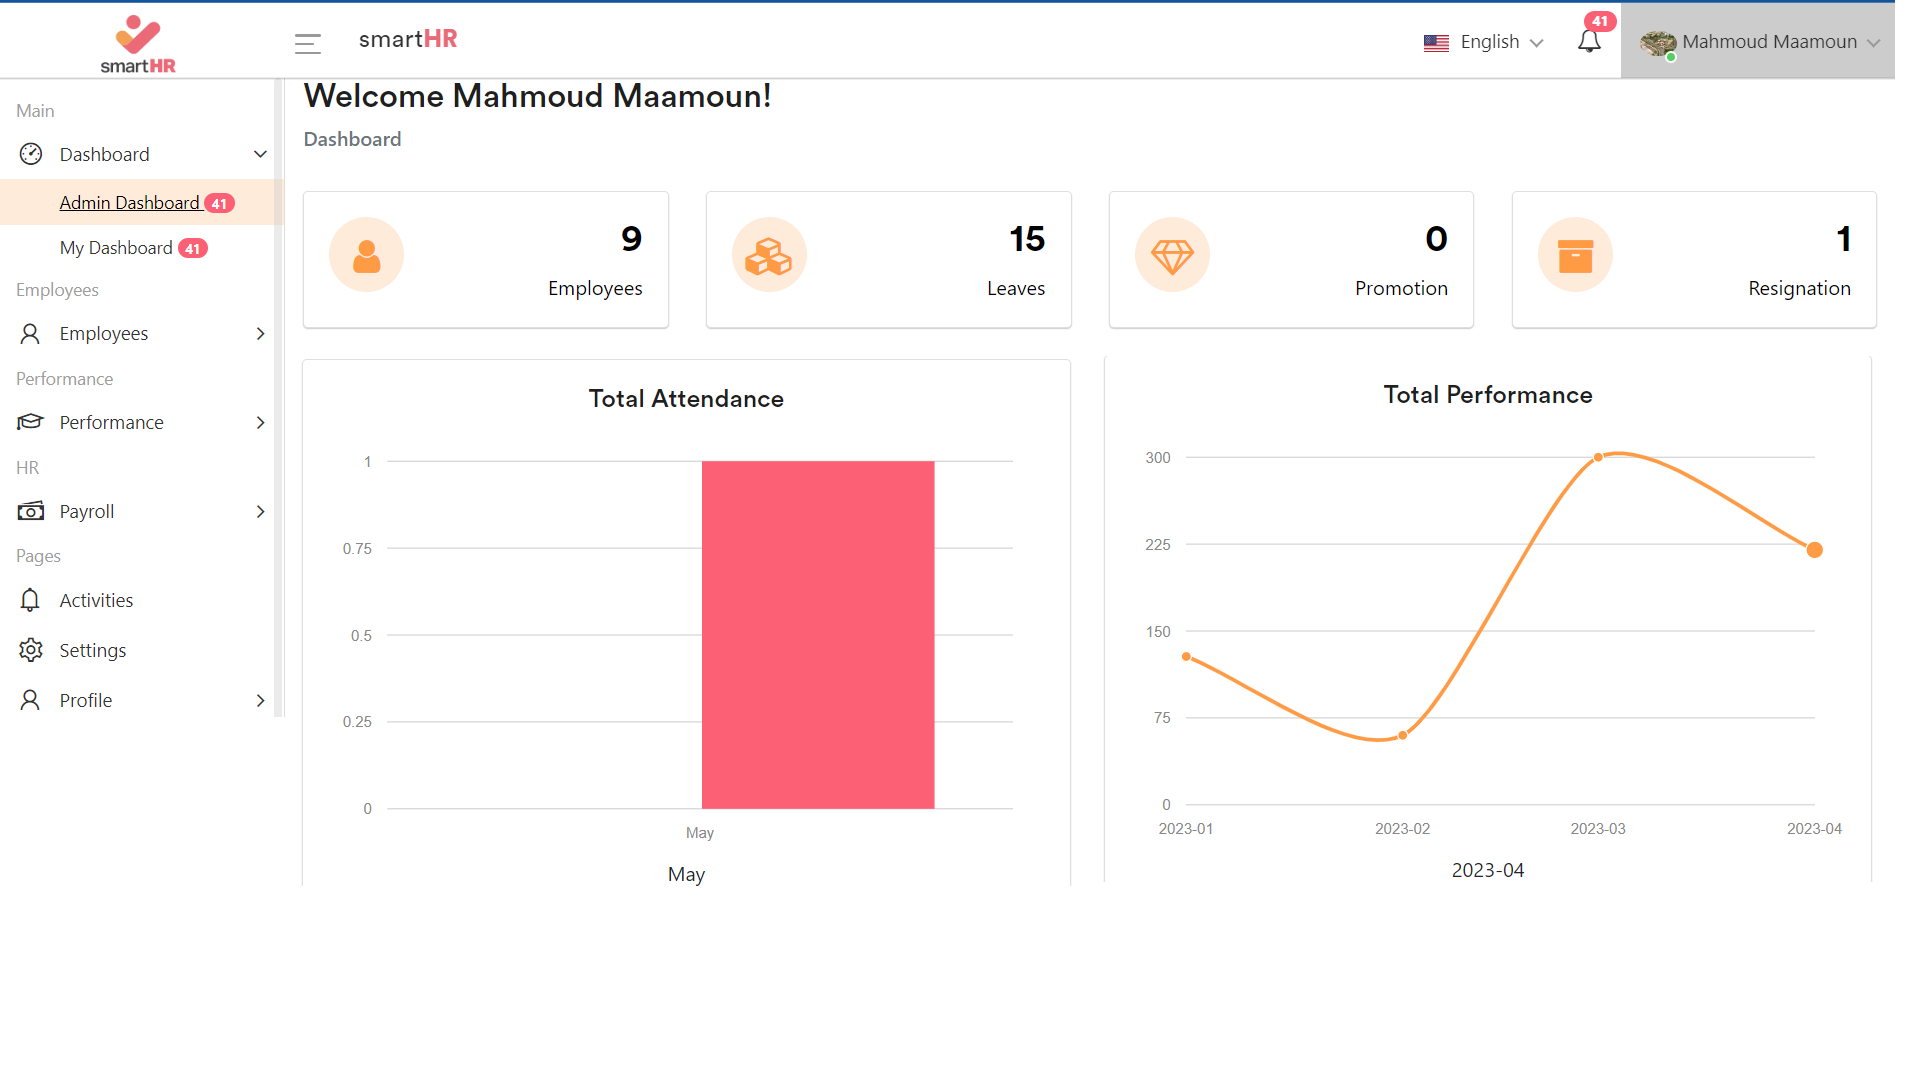 smartHR
smartHR
English
41
Mahmoud Maamoun
Main
Dashboard
Admin Dashboard 41
My Dashboard 41
Employees
Employees
Performance
Performance
HR
Payroll
Pages
Activities
Settings
Profile
Welcome Mahmoud Maamoun!
Dashboard
9
Employees
15
Leaves
0
Promotion
1
Resignation
Total Attendance
1
0.75
0.5
0.25
0
May
May
Total Performance
300
225
150
75
0
2023-01 2023-02 2023-03 2023-04
2023-04